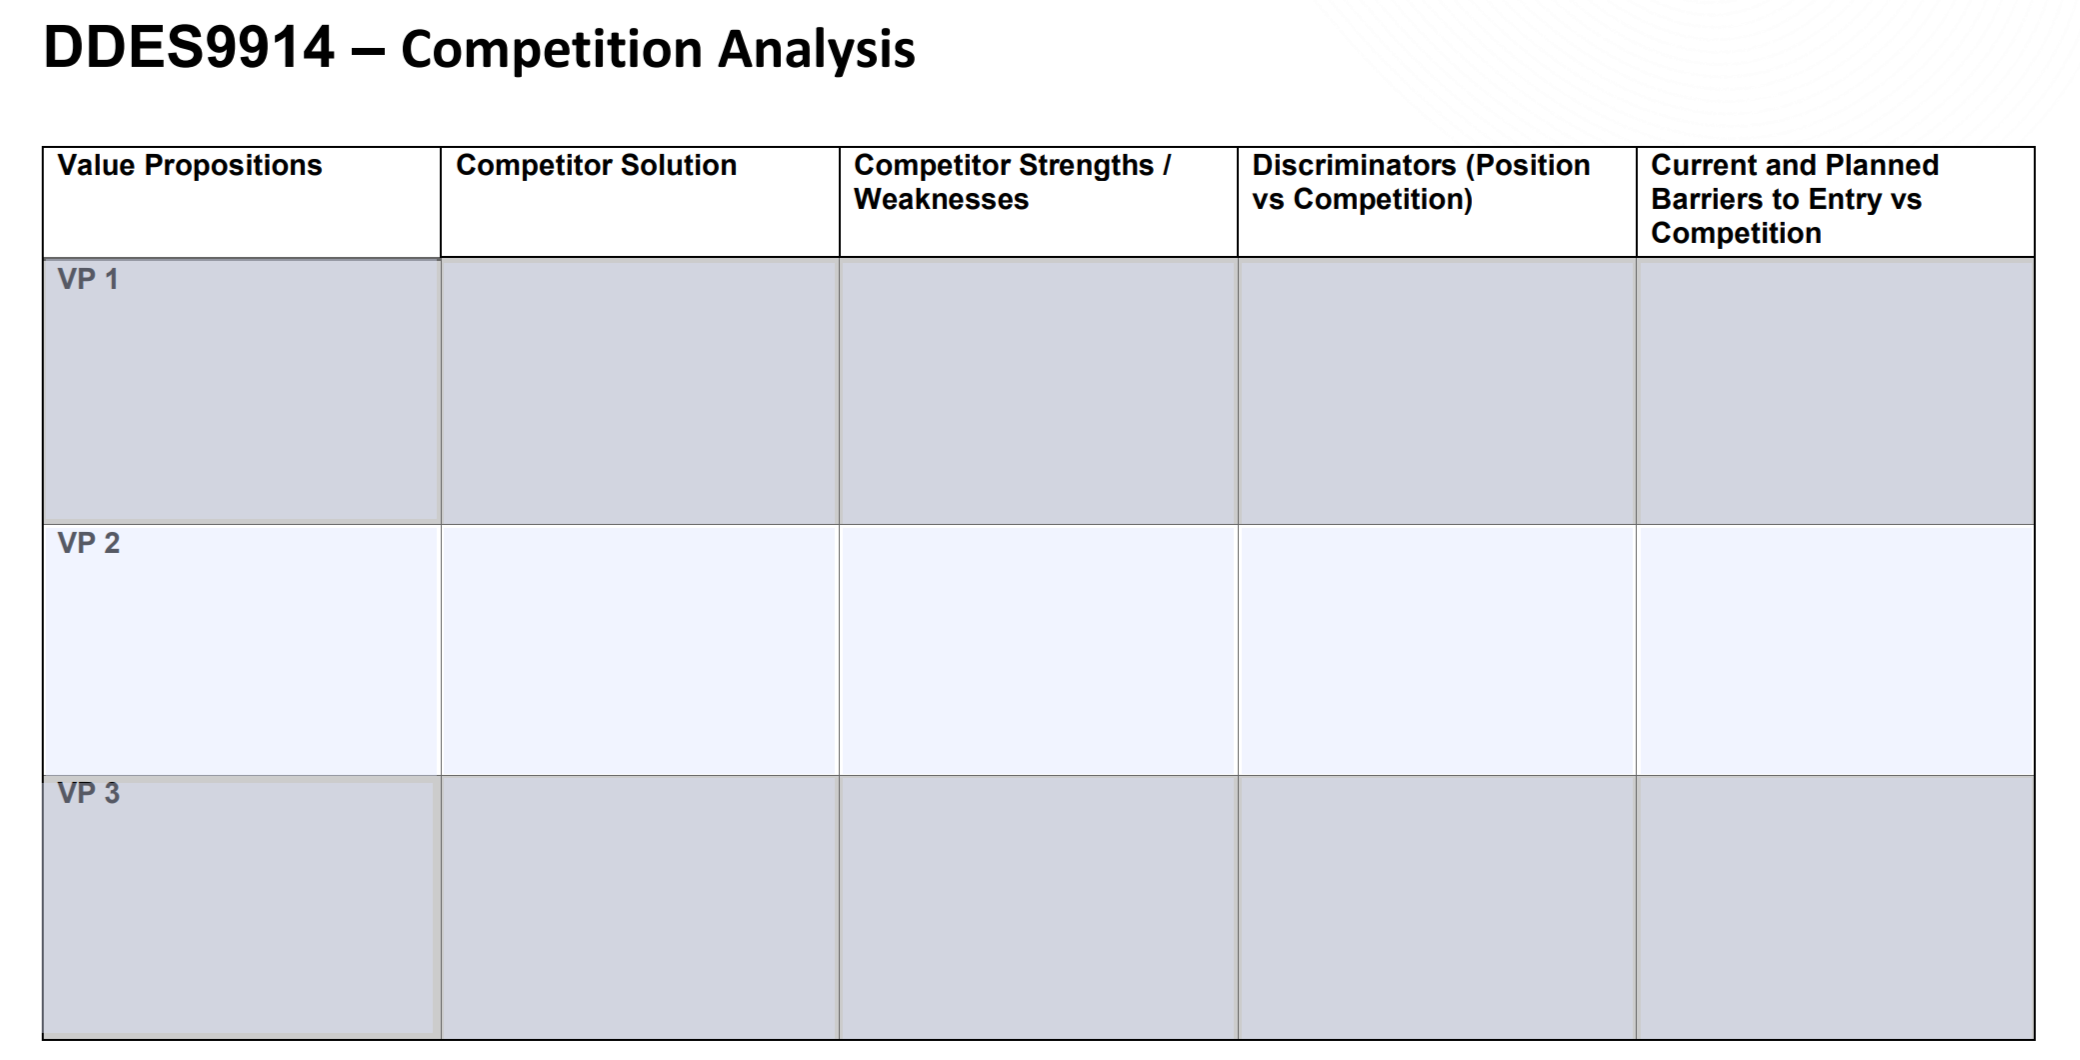 DDES9914 – Competition Analysis
Value Propositions
Competitor Solution
Competitor Strengths /
Weaknesses
Discriminators (Position
vs Competition)
Current and Planned
Barriers to Entry vs
Competition
VP 1
VP 2
VP 3